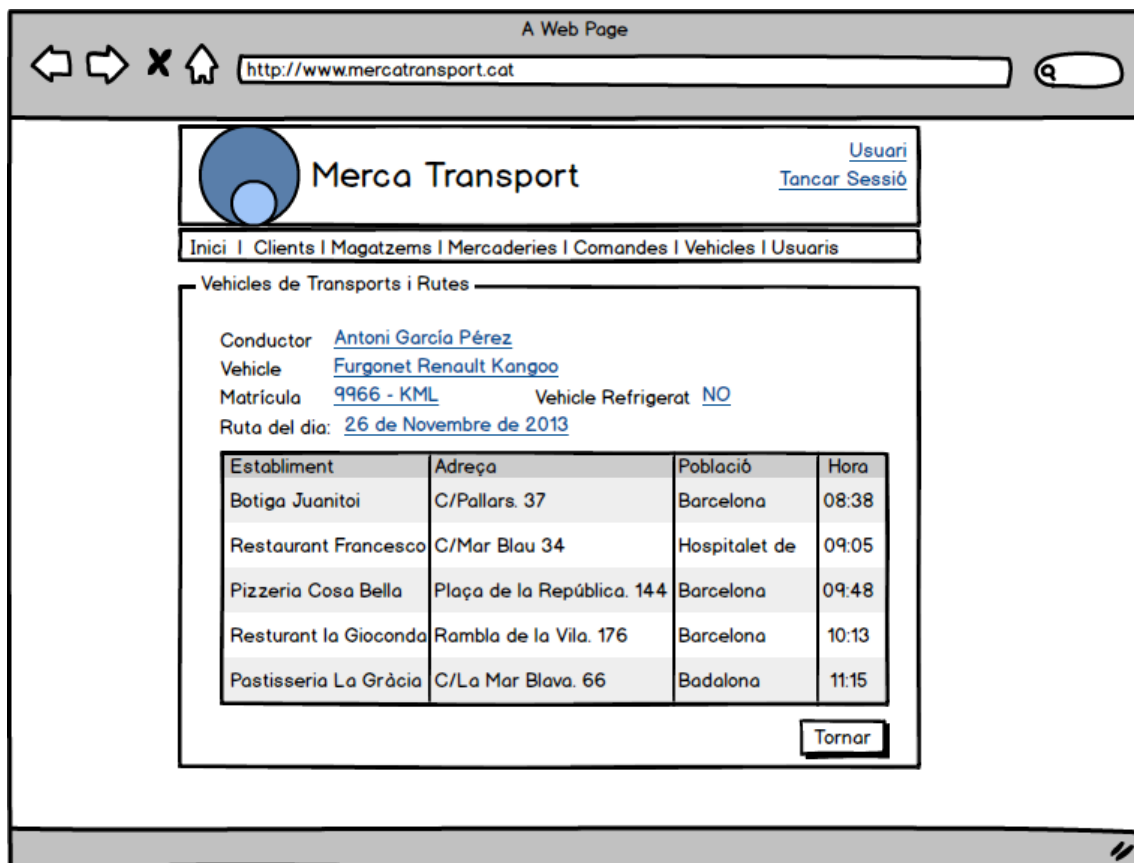 A Web Page
http://www.mercatransport.cat
Merca Transport
Usuari
Tancar Sessió
Inici | Clients | Magatzems | Mercaderies | Comandes | Vehicles | Usuaris
Vehicles de Transports i Rutes
Conductor Antoni García Pérez
Vehicle Furgonet Renault Kangoo
Matrícula 9966 - KML Vehicle Refrigerat NO
Ruta del dia: 26 de Novembre de 2013
Establiment Adreça Població Hora
Botiga Juanitoi C/Pallars. 37 Barcelona 08:38
Restaurant Francesco C/Mar Blau 34 Hospitalet de 09:05
Pizzeria Cosa Bella Plaça de la República. 144 Barcelona 09:48
Resturant la Gioconda Rambla de la Vila. 176 Barcelona 10:13
Pastisseria La Gràcia C/La Mar Blava. 66 Badalona 11:15
Tornar